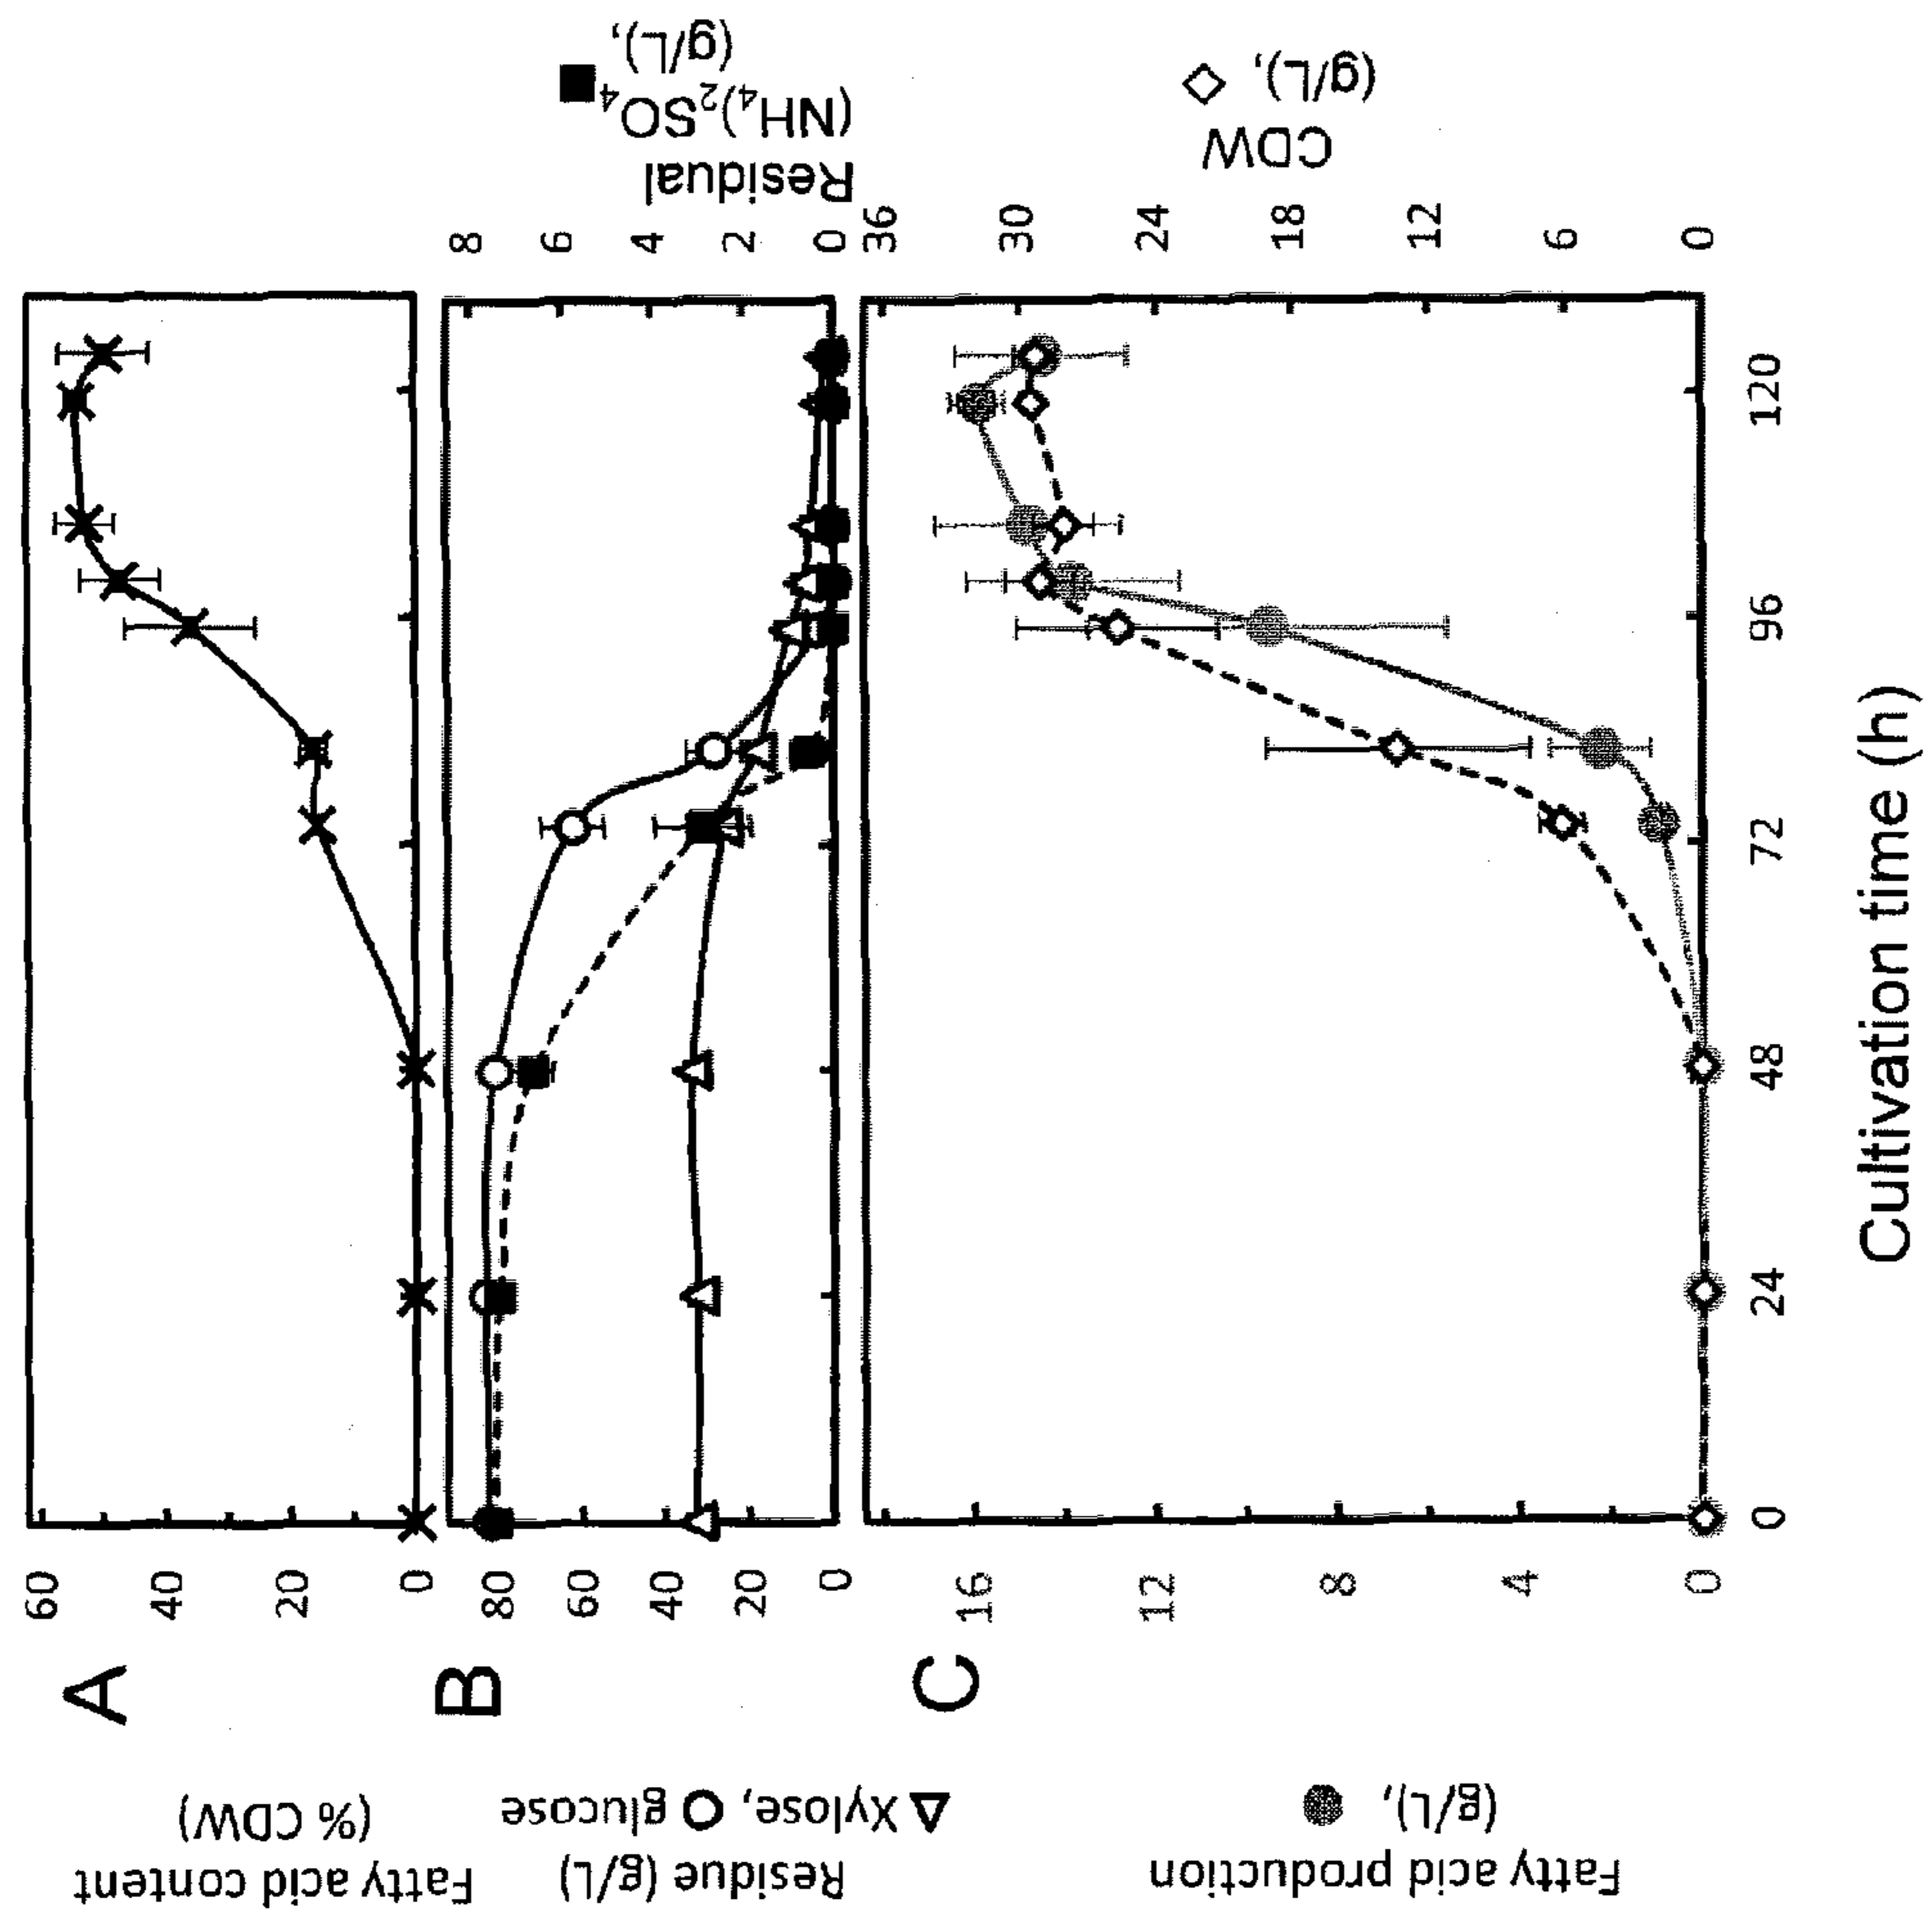 A
Fatty acid content
(% CDW)
60
40
20
0
B
Residue (g/L)
△ Xylose, ○ glucose
80
60
40
20
0
Residual
(NH₄)₂SO₄
(g/L), ■
8
6
4
2
0
C
Fatty acid production
(g/L), ●
16
12
8
4
0
CDW
(g/L), ◇
36
30
24
18
12
6
0
0 24 48 72 96 120
Cultivation time (h)